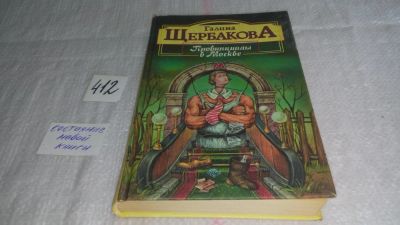 412
состояние
новой
книги
Галина
ЩЕРБАКОВА
Провинциалы
в Москве